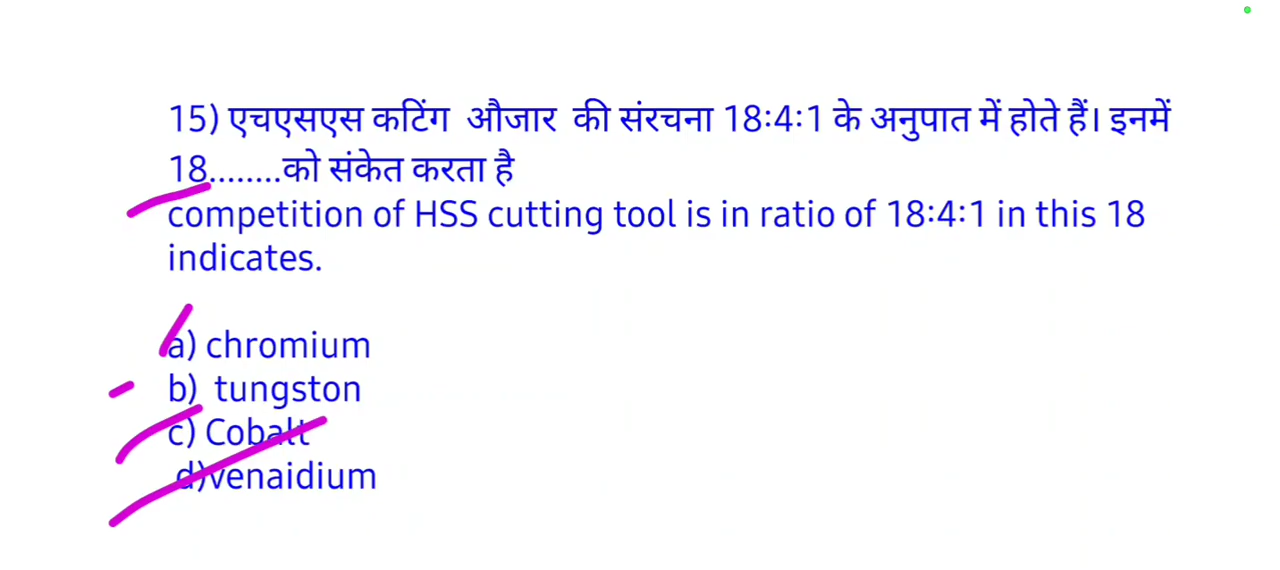 15) एचएसएस कटिंग औजार की संरचना 18:4:1 के अनुपात में होते हैं। इनमें
18........को संकेत करता है
competition of HSS cutting tool is in ratio of 18:4:1 in this 18
indicates.
a) chromium
b) tungston
c) Cobalt
d)venaidium